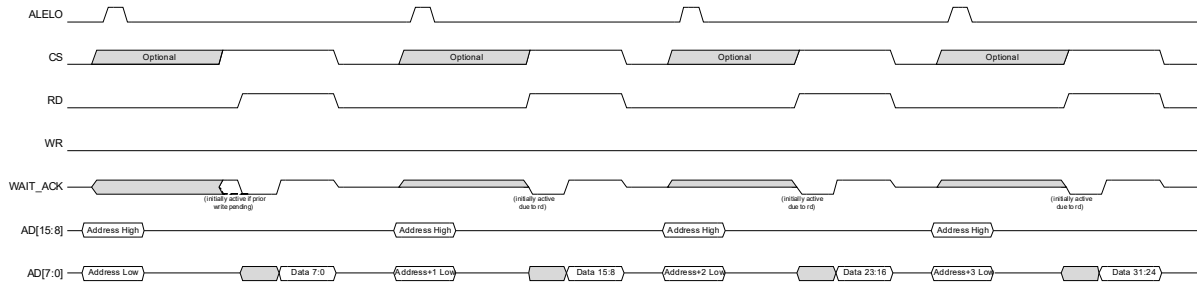 ALELO
CS
Optional
Optional
Optional
Optional
RD
WR
WAIT_ACK
(initially active if prior
write pending)
(initially active
due to rd)
(initially active
due to rd)
(initially active
due to rd)
AD[15:8]
Address High
Address High
Address High
Address High
AD[7:0]
Address Low
Data 7:0
Address+1 Low
Data 15:8
Address+2 Low
Data 23:16
Address+3 Low
Data 31:24